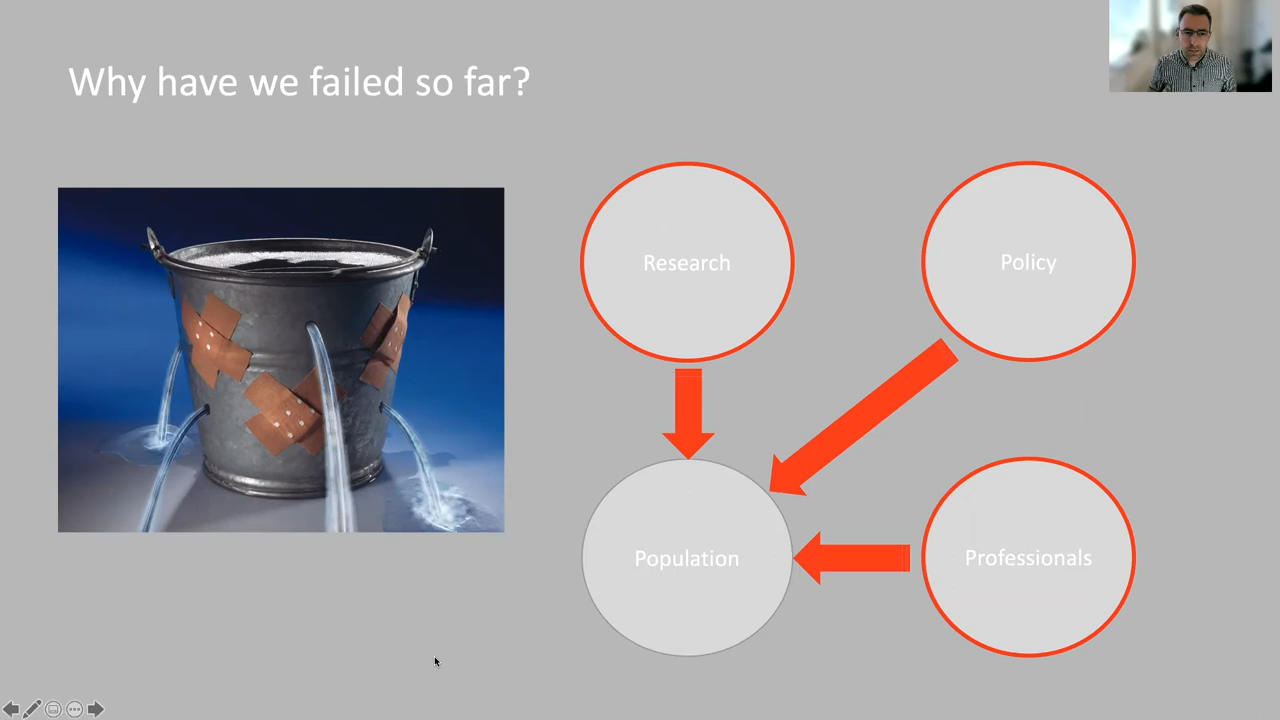 Why have we failed so far?
Research
Policy
Population
Professionals